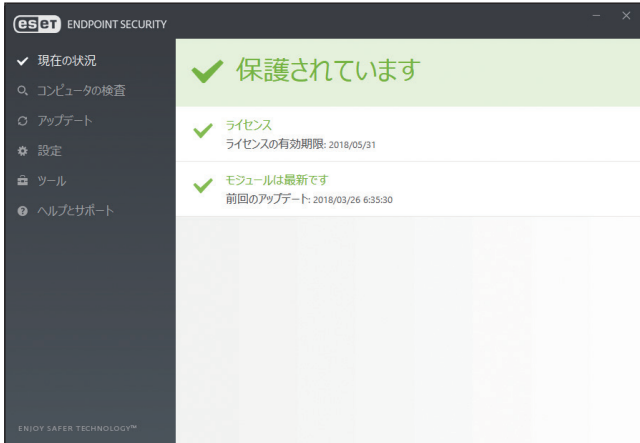 eset ENDPOINT SECURITY
現在の状況
コンピュータの検査
アップデート
設定
ツール
ヘルプとサポート
ENJOY SAFER TECHNOLOGY™
保護されています
ライセンス
ライセンスの有効期限: 2018/05/31
モジュールは最新です
前回のアップデート: 2018/03/26 6:35:30